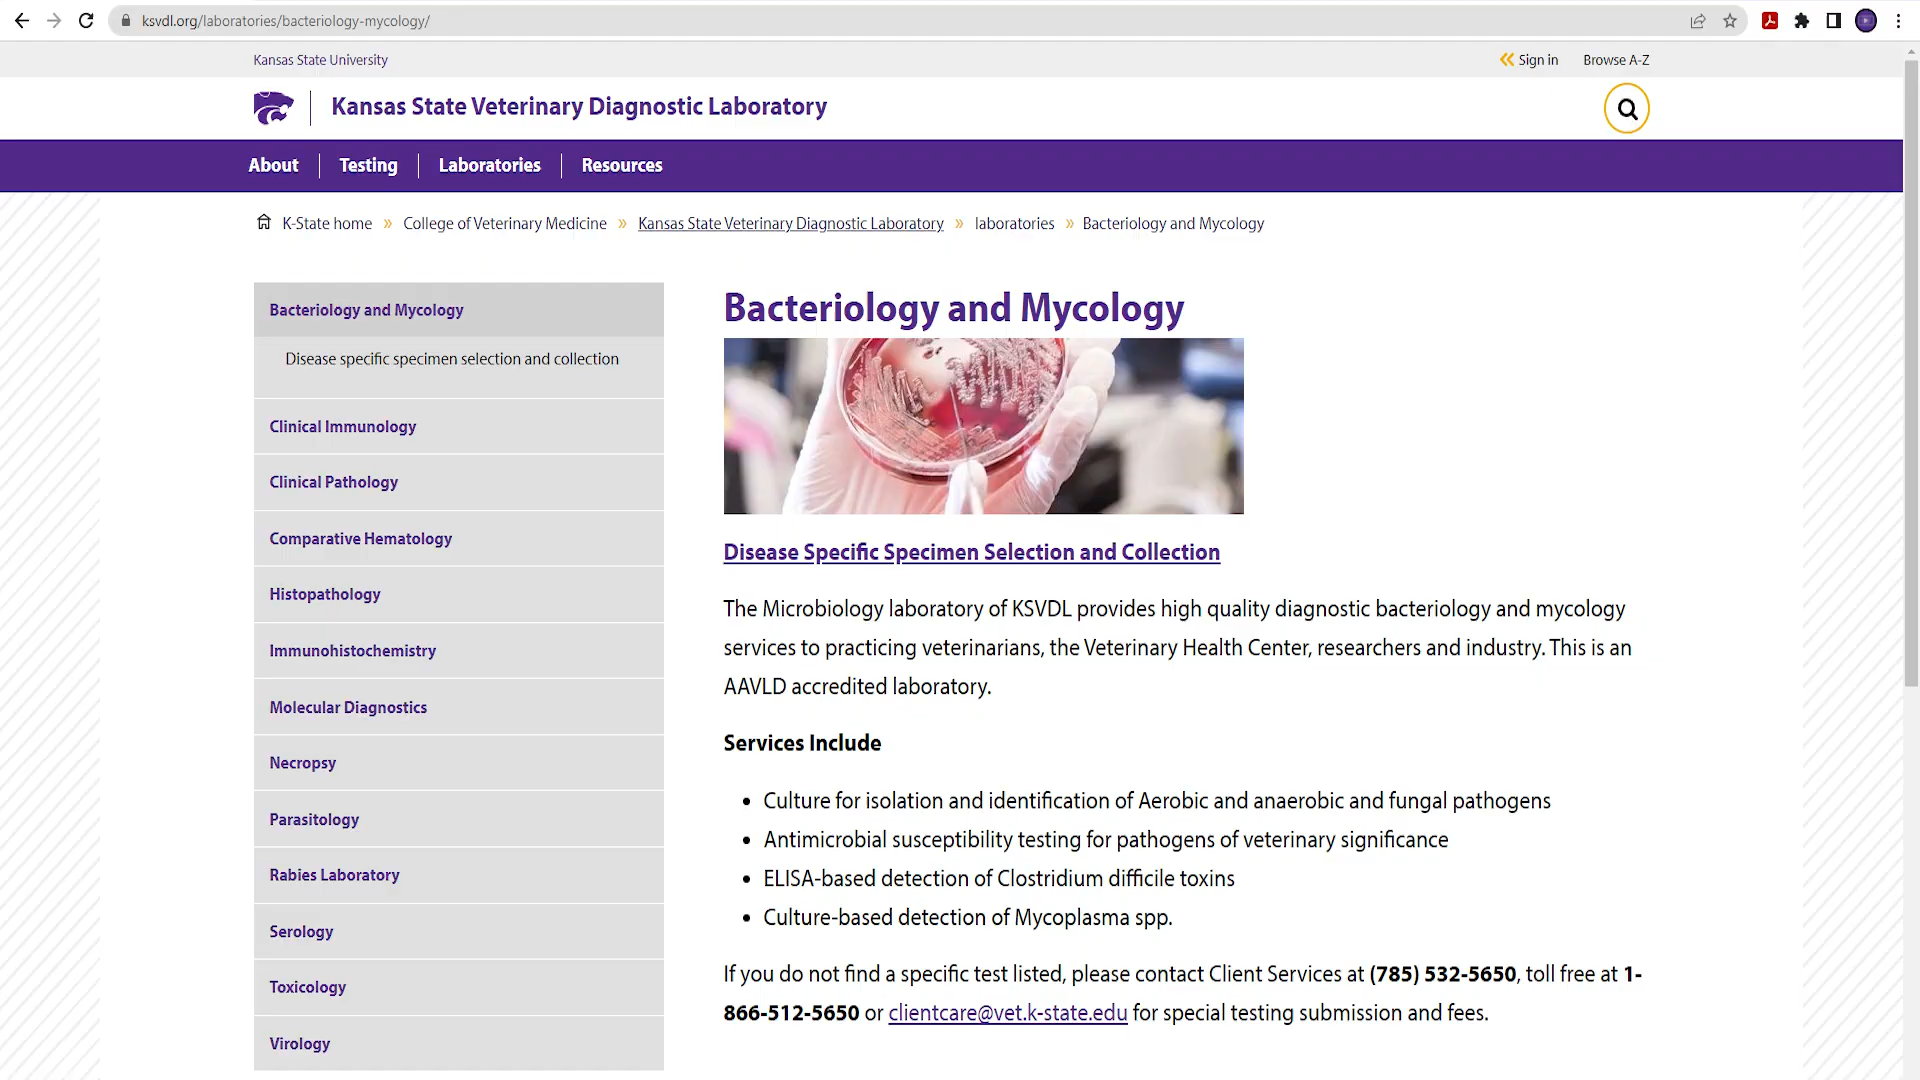 ksvdl.org/laboratories/bacteriology-mycology/
Kansas State University
Sign in
Browse A-Z
Kansas State Veterinary Diagnostic Laboratory
About
Testing
Laboratories
Resources
K-State home » College of Veterinary Medicine » Kansas State Veterinary Diagnostic Laboratory » laboratories » Bacteriology and Mycology
Bacteriology and Mycology
Disease specific specimen selection and collection
Clinical Immunology
Clinical Pathology
Comparative Hematology
Histopathology
Immunohistochemistry
Molecular Diagnostics
Necropsy
Parasitology
Rabies Laboratory
Serology
Toxicology
Virology
Bacteriology and Mycology
Disease Specific Specimen Selection and Collection
The Microbiology laboratory of KSVDL provides high quality diagnostic bacteriology and mycology
services to practicing veterinarians, the Veterinary Health Center, researchers and industry. This is an
AAVLD accredited laboratory.
Services Include
• Culture for isolation and identification of Aerobic and anaerobic and fungal pathogens
• Antimicrobial susceptibility testing for pathogens of veterinary significance
• ELISA-based detection of Clostridium difficile toxins
• Culture-based detection of Mycoplasma spp.
If you do not find a specific test listed, please contact Client Services at (785) 532-5650, toll free at 1-
866-512-5650 or clientcare@vet.k-state.edu for special testing submission and fees.